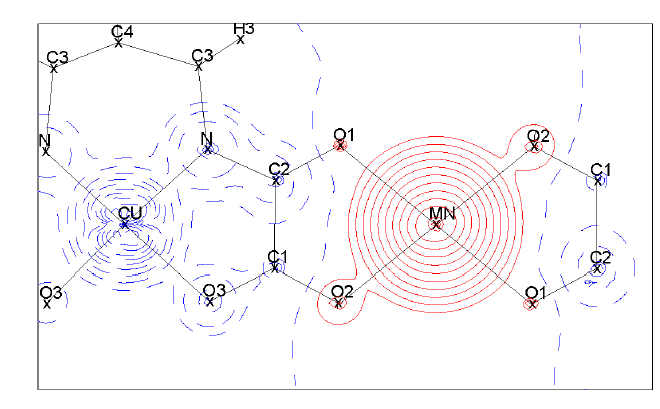 H3
C4
C3 C3
N N O1 O2
C2 C1
CU MN
C1 C2
O3 O3 O2 O1